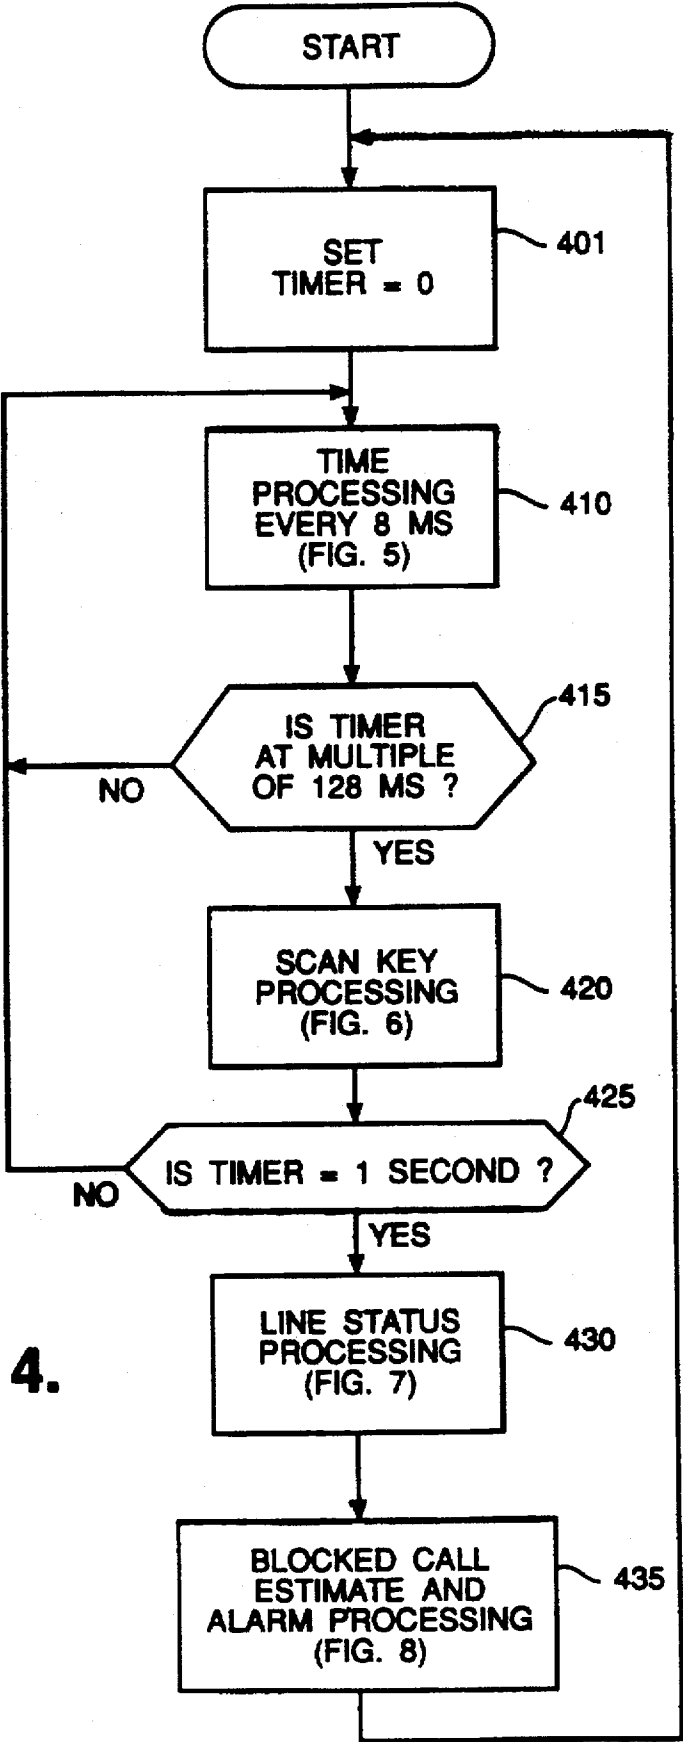 START
SET
TIMER = 0
401
TIME
PROCESSING
EVERY 8 MS
(FIG. 5)
410
IS TIMER
AT MULTIPLE
OF 128 MS ?
415
NO
YES
SCAN KEY
PROCESSING
(FIG. 6)
420
IS TIMER = 1 SECOND ?
425
NO
YES
LINE STATUS
PROCESSING
(FIG. 7)
430
4.
BLOCKED CALL
ESTIMATE AND
ALARM PROCESSING
(FIG. 8)
435